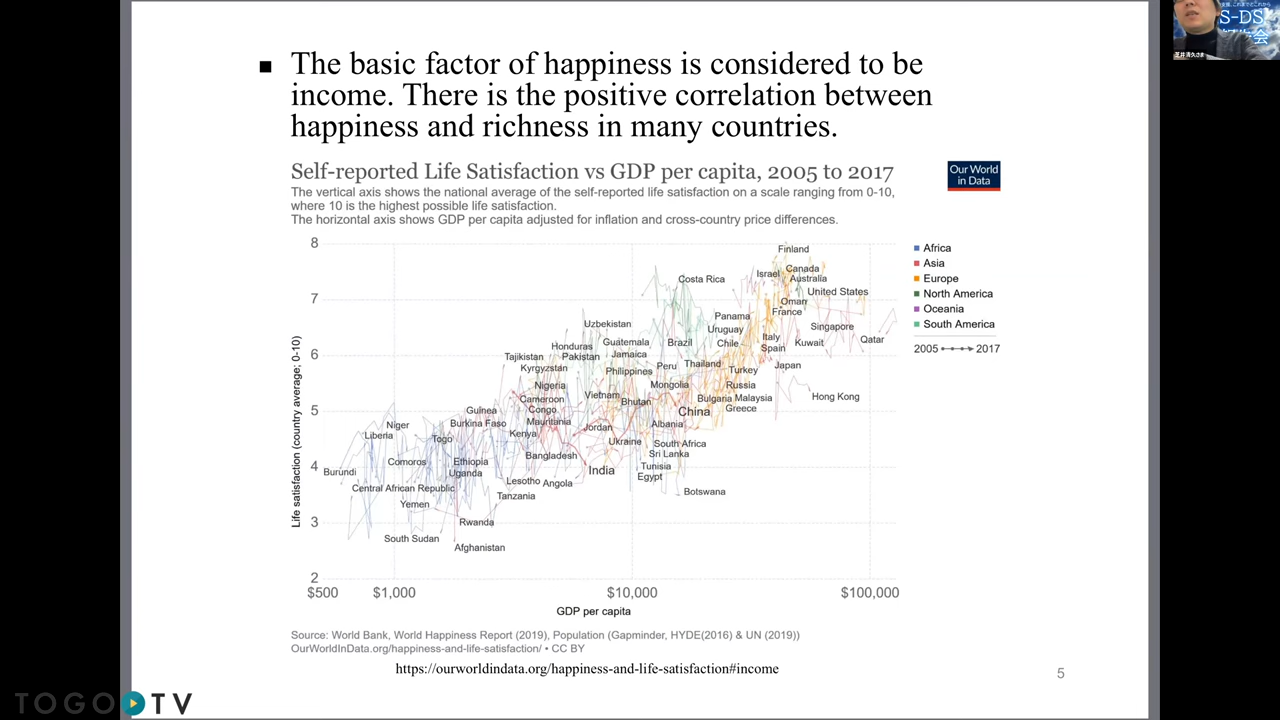 ■ The basic factor of happiness is considered to be
income. There is the positive correlation between
happiness and richness in many countries.
Self-reported Life Satisfaction vs GDP per capita, 2005 to 2017
Our World
in Data
The vertical axis shows the national average of the self-reported life satisfaction on a scale ranging from 0-10,
where 10 is the highest possible life satisfaction.
The horizontal axis shows GDP per capita adjusted for inflation and cross-country price differences.
8
7
6
5
4
3
2
Life satisfaction (country average; 0-10)
Finland
Israel
Canada
Australia
Costa Rica
United States
Oman
France
Panama
Uzbekistan
Uruguay
Singapore
Italy
Qatar
Guatemala
Brazil
Chile
Kuwait
Honduras
Spain
Jamaica
Tajikistan
Pakistan
Peru
Thailand
Japan
Kyrgyzstan
Philippines
Turkey
Nigeria
Mongolia
Russia
Vietnam
Hong Kong
Cameroon
Bhutan
Bulgaria
Malaysia
Congo
China
Greece
Guinea
Niger
Burkina Faso
Mauritania
Albania
Jordan
Liberia
Togo
Kenya
Ukraine
South Africa
Sri Lanka
Bangladesh
Comoros
Ethiopia
Tunisia
Burundi
Uganda
India
Egypt
Lesotho
Angola
Central African Republic
Tanzania
Botswana
Yemen
Rwanda
South Sudan
Afghanistan
$500
$1,000
$10,000
$100,000
GDP per capita
Africa
Asia
Europe
North America
Oceania
South America
2005
2017
Source: World Bank, World Happiness Report (2019), Population (Gapminder, HYDE(2016) & UN (2019))
OurWorldInData.org/happiness-and-life-satisfaction/ • CC BY
https://ourworldindata.org/happiness-and-life-satisfaction#income
5
S-DS
会
TOGO TV